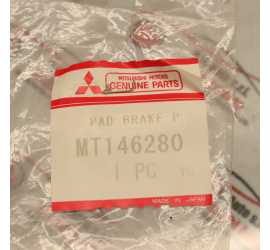 MITSUBISHI MOTORS
GENUINE PARTS
PAD BRAKE P
MT146280
1 PC
MADE IN JAPAN